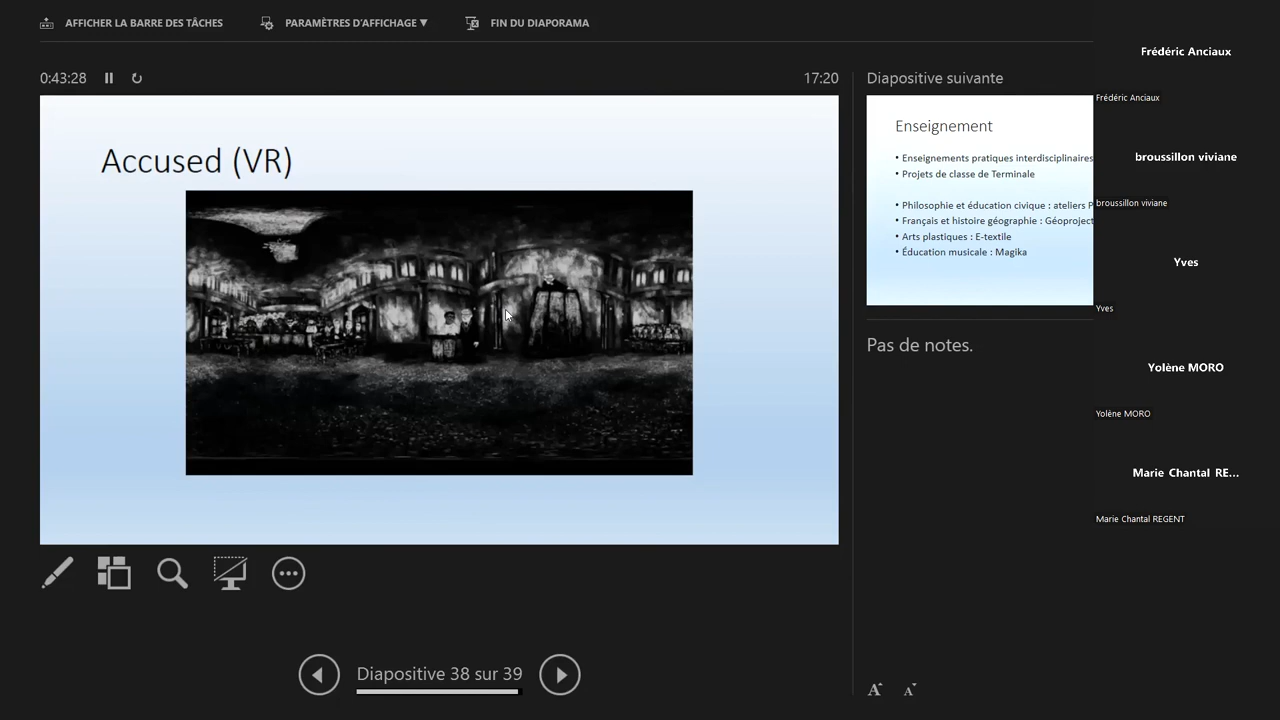 AFFICHER LA BARRE DES TÂCHES
PARAMÈTRES D'AFFICHAGE ▼
FIN DU DIAPORAMA
0:43:28
17:20
Accused (VR)
Diapositive 38 sur 39
Diapositive suivante
Enseignement
• Enseignements pratiques interdisciplinaires
• Projets de classe de Terminale
• Philosophie et éducation civique : ateliers P
• Français et histoire géographie : Géoproject
• Arts plastiques : E-textile
• Éducation musicale : Magika
Pas de notes.
A A
Frédéric Anciaux
Frédéric Anciaux
broussillon viviane
broussillon viviane
Yves
Yves
Yolène MORO
Yolène MORO
Marie Chantal RE...
Marie Chantal REGENT